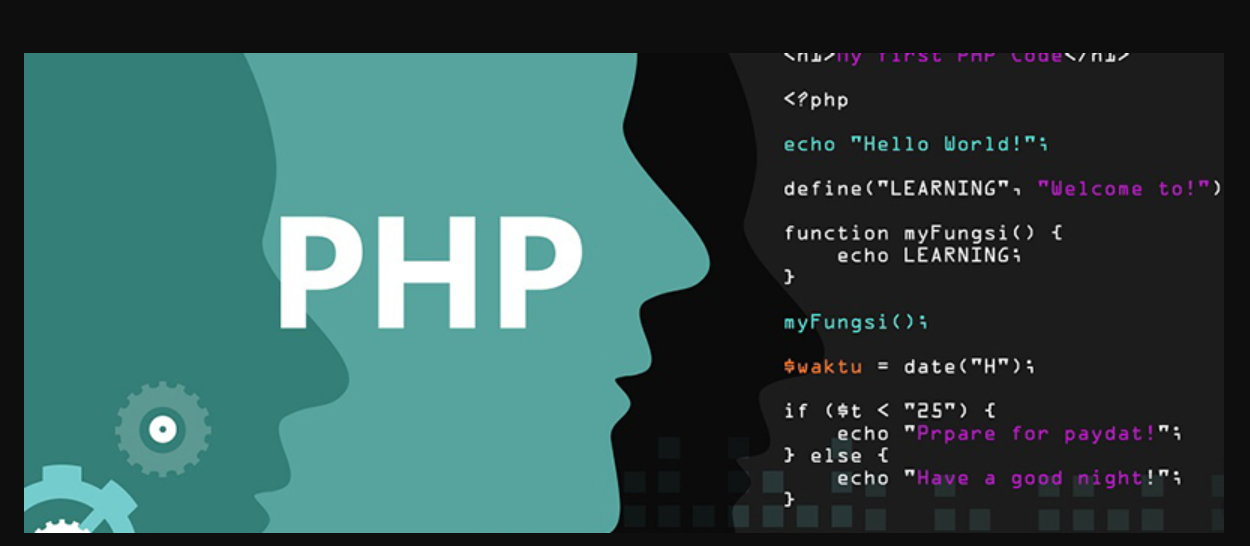 PHP
<h1>My first PHP Code</h1>
<?php
echo "Hello World!";
define("LEARNING", "Welcome to!")
function myFungsi() {
    echo LEARNING;
}
myFungsi();
$waktu = date("H");
if ($t < "25") {
    echo "Prpare for paydat!";
} else {
    echo "Have a good night!";
}